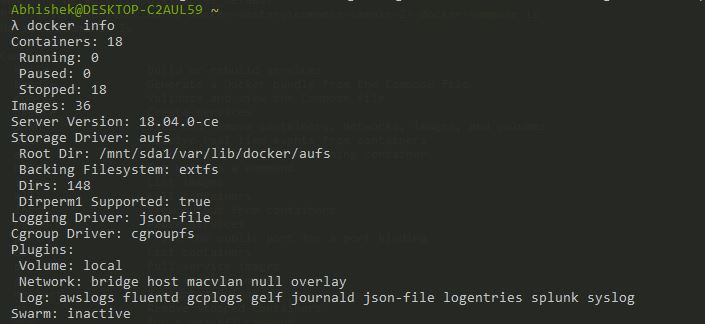 Abhishek@DESKTOP-C2AUL59 ~
λ docker info
Containers: 18
 Running: 0
 Paused: 0
 Stopped: 18
Images: 36
Server Version: 18.04.0-ce
Storage Driver: aufs
 Root Dir: /mnt/sda1/var/lib/docker/aufs
 Backing Filesystem: extfs
 Dirs: 148
 Dirperm1 Supported: true
Logging Driver: json-file
Cgroup Driver: cgroupfs
Plugins:
 Volume: local
 Network: bridge host macvlan null overlay
 Log: awslogs fluentd gcplogs gelf journald json-file logentries splunk syslog
Swarm: inactive